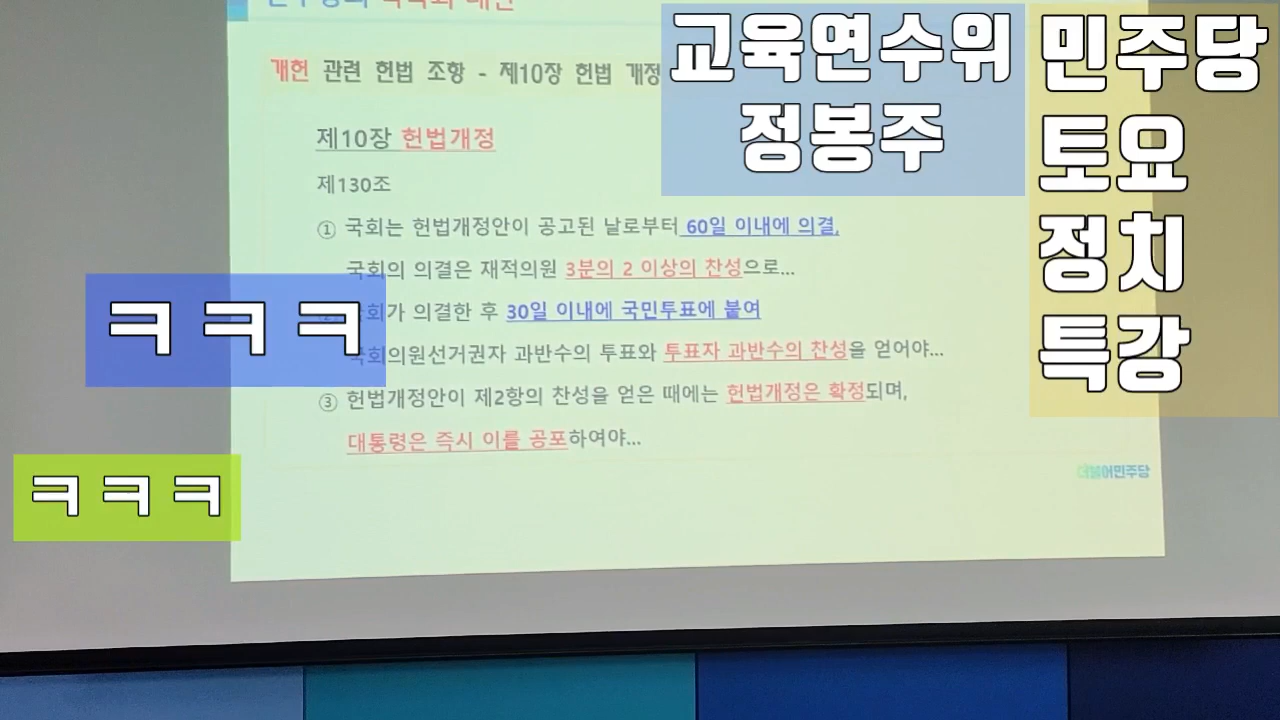 개헌 관련 헌법 조항 - 제10장 헌법 개정
교육연수위
정봉주
민주당
토요
정치
특강
제10장 헌법개정
제130조
① 국회는 헌법개정안이 공고된 날로부터 60일 이내에 의결,
국회의 의결은 재적의원 3분의 2 이상의 찬성으로...
회가 의결한 후 30일 이내에 국민투표에 붙여
국회의원선거권자 과반수의 투표와 투표자 과반수의 찬성을 얻어야...
③ 헌법개정안이 제2항의 찬성을 얻은 때에는 헌법개정은 확정되며,
대통령은 즉시 이를 공포하여야...
ㅋㅋㅋ
ㅋㅋㅋ
더불어민주당